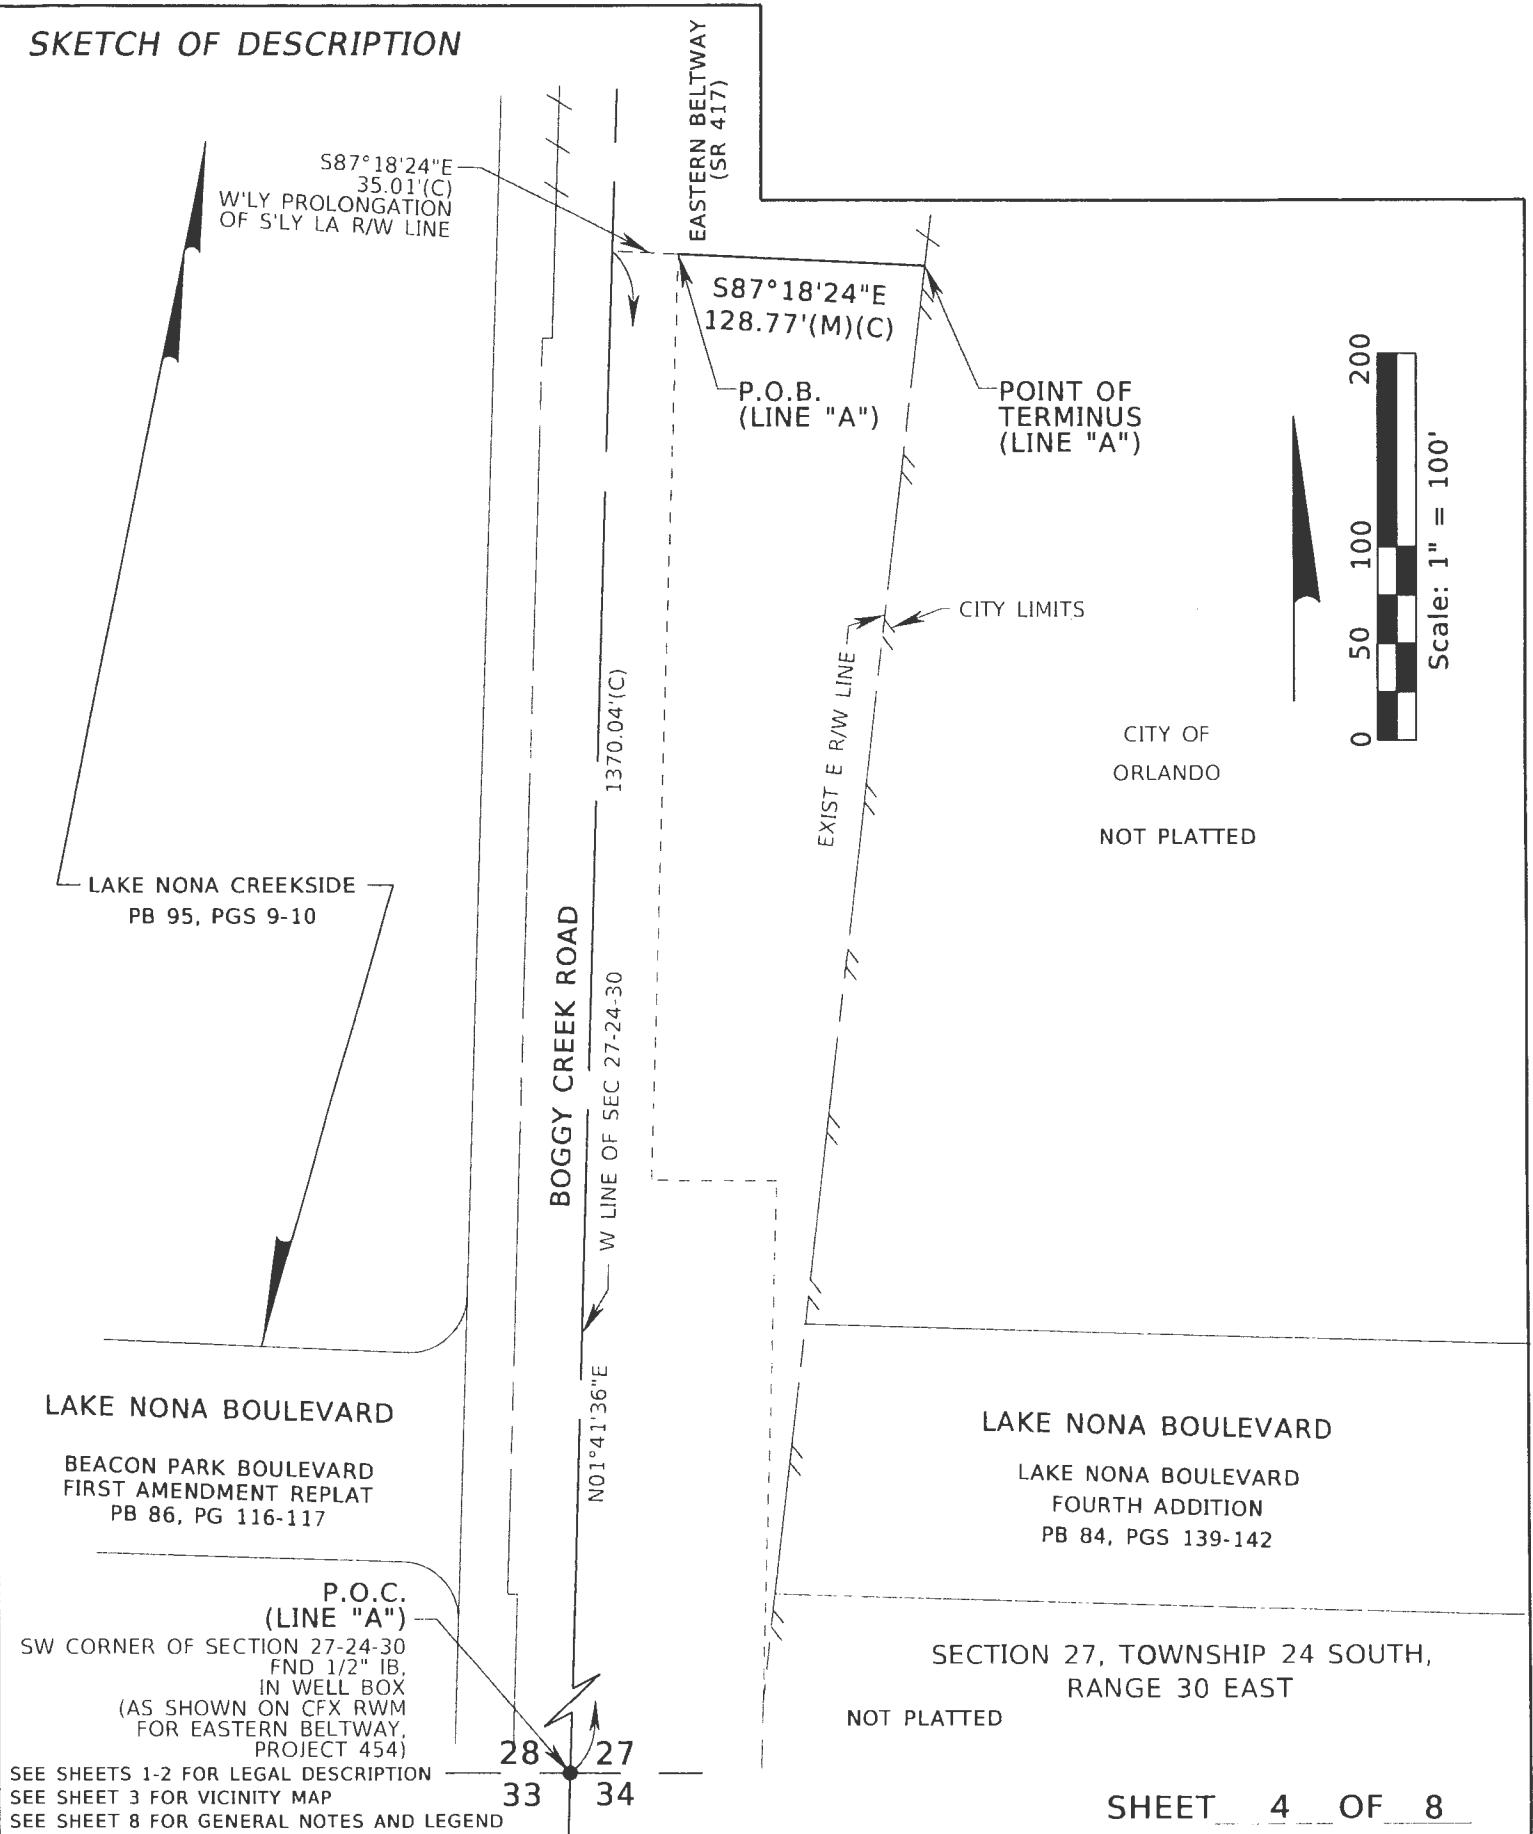 SKETCH OF DESCRIPTION
EASTERN BELTWAY
(SR 417)
S87°18'24"E
35.01'(C)
W'LY PROLONGATION
OF S'LY LA R/W LINE
S87°18'24"E
128.77'(M)(C)
P.O.B.
(LINE "A")
POINT OF
TERMINUS
(LINE "A")
200
100
50
0
Scale: 1" = 100'
CITY LIMITS
EXIST E R/W LINE
1370.04'(C)
CITY OF
ORLANDO
NOT PLATTED
LAKE NONA CREEKSIDE
PB 95, PGS 9-10
BOGGY CREEK ROAD
W LINE OF SEC 27-24-30
N01°41'36"E
LAKE NONA BOULEVARD
BEACON PARK BOULEVARD
FIRST AMENDMENT REPLAT
PB 86, PG 116-117
LAKE NONA BOULEVARD
LAKE NONA BOULEVARD
FOURTH ADDITION
PB 84, PGS 139-142
P.O.C.
(LINE "A")
SW CORNER OF SECTION 27-24-30
FND 1/2" IB,
IN WELL BOX
(AS SHOWN ON CFX RWM
FOR EASTERN BELTWAY,
PROJECT 454)
SECTION 27, TOWNSHIP 24 SOUTH,
RANGE 30 EAST
NOT PLATTED
28 27
33 34
SEE SHEETS 1-2 FOR LEGAL DESCRIPTION
SEE SHEET 3 FOR VICINITY MAP
SEE SHEET 8 FOR GENERAL NOTES AND LEGEND
SHEET 4 OF 8